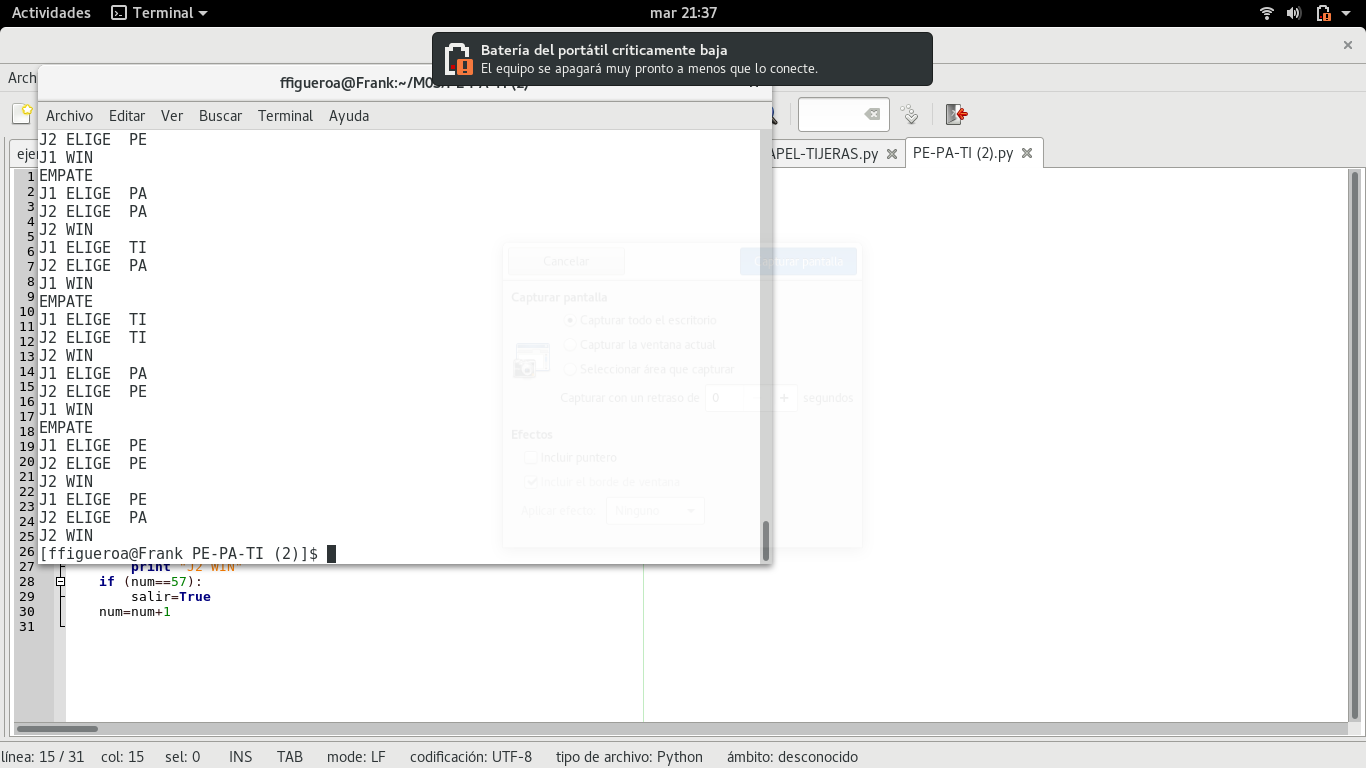 Actividades Terminal mar 21:37
Batería del portátil críticamente baja
El equipo se apagará muy pronto a menos que lo conecte.
Archivo Editar Ver Buscar Terminal Ayuda
APEL-TIJERAS.py PE-PA-TI (2).py
J2 ELIGE  PE
J1 WIN
EMPATE
J1 ELIGE  PA
J2 ELIGE  PA
J2 WIN
J1 ELIGE  TI
J2 ELIGE  PA
J1 WIN
EMPATE
J1 ELIGE  TI
J2 ELIGE  TI
J2 WIN
J1 ELIGE  PA
J2 ELIGE  PE
J1 WIN
EMPATE
J1 ELIGE  PE
J2 ELIGE  PE
J2 WIN
J1 ELIGE  PE
J2 ELIGE  PA
J2 WIN
[ffigueroa@Frank PE-PA-TI (2)]$
Cancelar Capturar pantalla
Capturar pantalla
Capturar todo el escritorio
Capturar la ventana actual
Seleccionar área que capturar
Capturar con un retraso de 0 - + segundos
Efectos
Incluir puntero
Incluir el borde de ventana
Aplicar efecto: Ninguno
1
2
3
4
5
6
7
8
9
10
11
12
13
14
15
16
17
18
19
20
21
22
23
24
25
26
27 print "J2 WIN"
28 if (num==57):
29 salir=True
30 num=num+1
31
línea: 15 / 31 col: 15 sel: 0 INS TAB mode: LF codificación: UTF-8 tipo de archivo: Python ámbito: desconocido